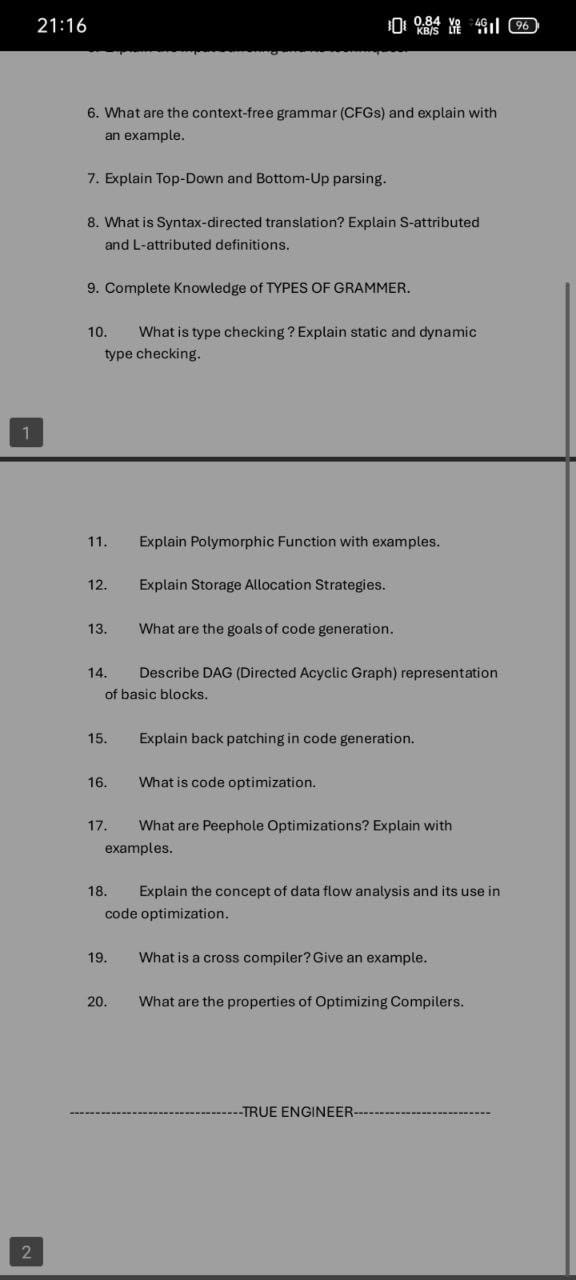 21:16
0.84 KB/S
Vo LTE
4G
96
6. What are the context-free grammar (CFGs) and explain with
an example.
7. Explain Top-Down and Bottom-Up parsing.
8. What is Syntax-directed translation? Explain S-attributed
and L-attributed definitions.
9. Complete Knowledge of TYPES OF GRAMMER.
10. What is type checking ? Explain static and dynamic
type checking.
1
11. Explain Polymorphic Function with examples.
12. Explain Storage Allocation Strategies.
13. What are the goals of code generation.
14. Describe DAG (Directed Acyclic Graph) representation
of basic blocks.
15. Explain back patching in code generation.
16. What is code optimization.
17. What are Peephole Optimizations? Explain with
examples.
18. Explain the concept of data flow analysis and its use in
code optimization.
19. What is a cross compiler? Give an example.
20. What are the properties of Optimizing Compilers.
---------------------------------TRUE ENGINEER--------------------------
2